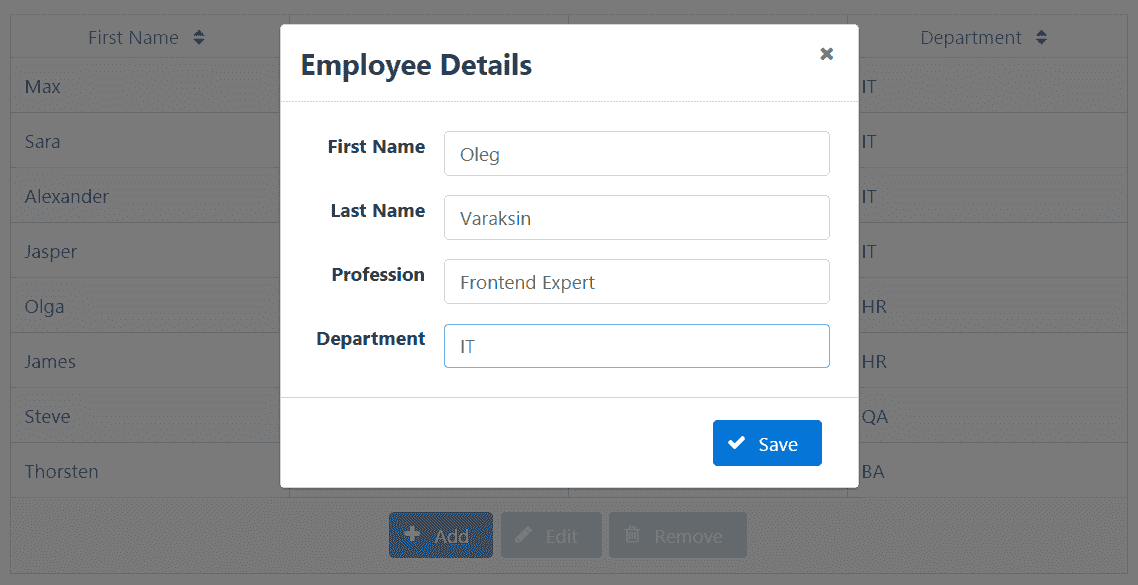 First Name Department
Employee Details
Max IT
First Name Oleg
Sara IT
Last Name Varaksin
Alexander IT
Jasper IT
Profession Frontend Expert
Olga HR
Department IT
James HR
Steve QA
Save
Thorsten BA
Add Edit Remove